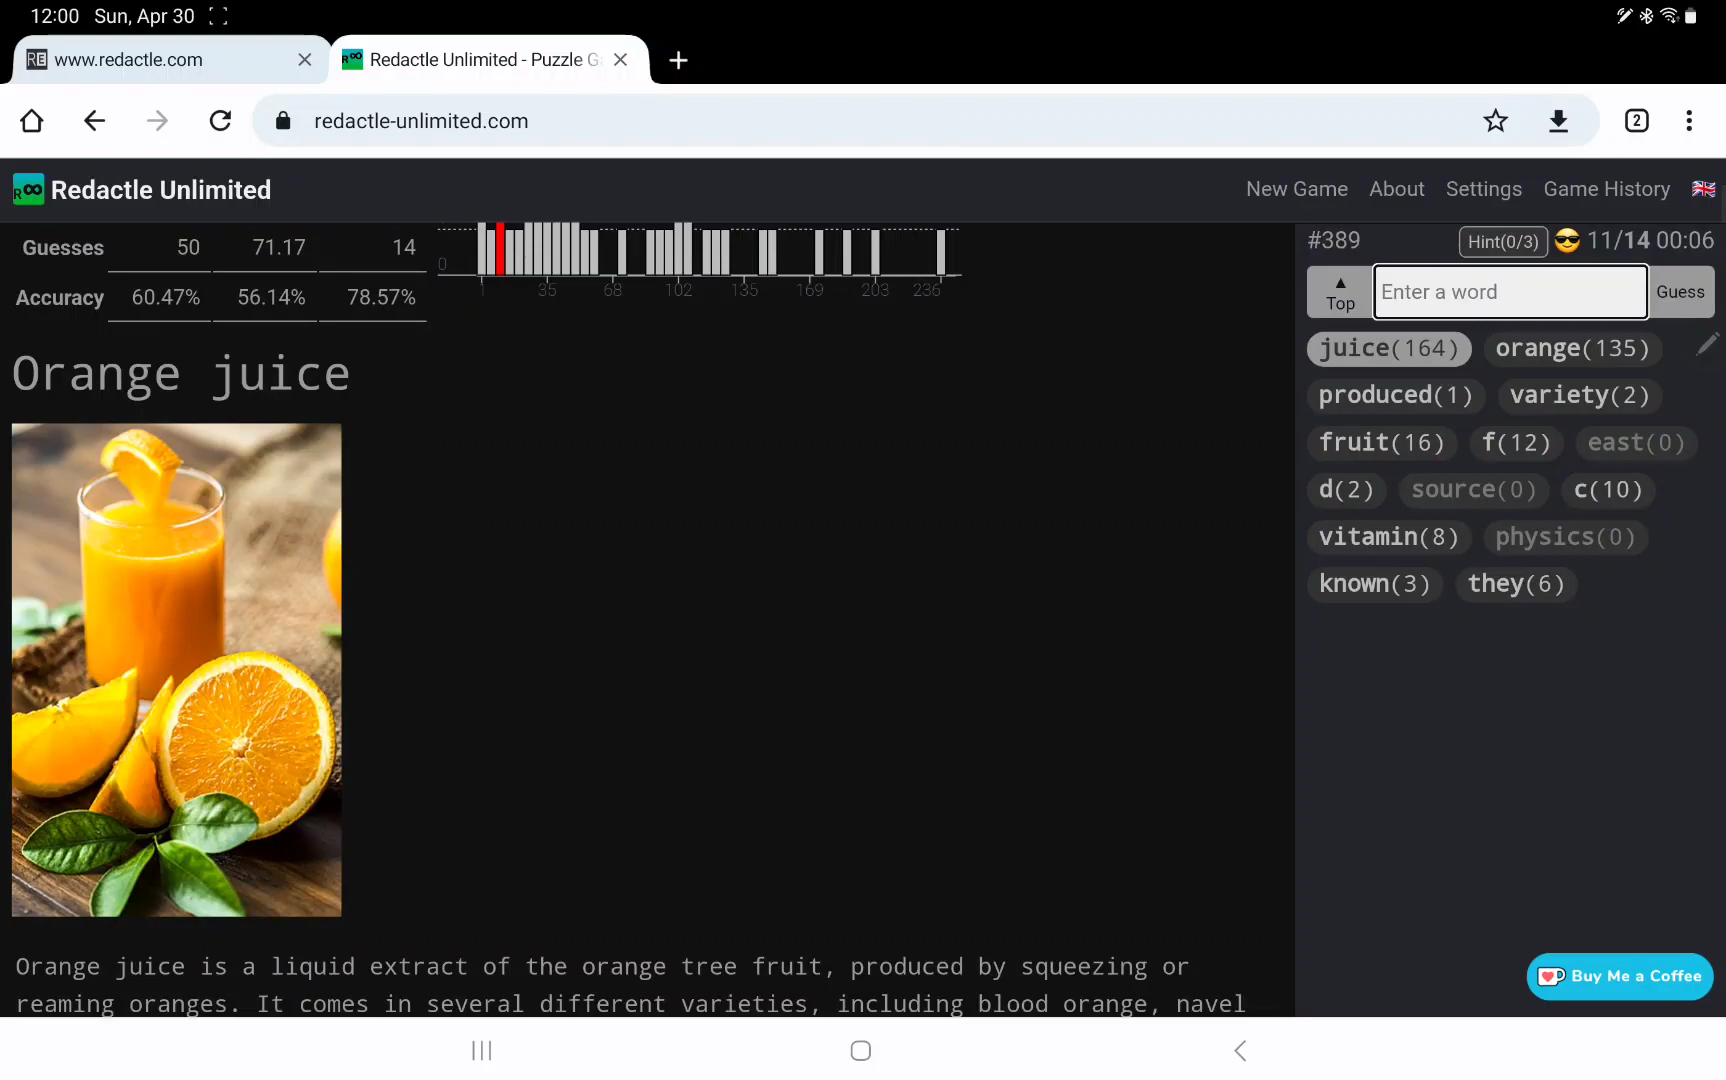 12:00 Sun, Apr 30
RE www.redactle.com
R∞ Redactle Unlimited - Puzzle G
redactle-unlimited.com
2
R∞ Redactle Unlimited
New Game About Settings Game History
Guesses 50 71.17 14
Accuracy 60.47% 56.14% 78.57%
0
1 35 68 102 135 169 203 236
#389 Hint(0/3) 11/14 00:06
▲ Top Enter a word Guess
juice(164) orange(135)
produced(1) variety(2)
fruit(16) f(12) east(0)
d(2) source(0) c(10)
vitamin(8) physics(0)
known(3) they(6)
Orange juice
Orange juice is a liquid extract of the orange tree fruit, produced by squeezing or
reaming oranges. It comes in several different varieties, including blood orange, navel
Buy Me a Coffee